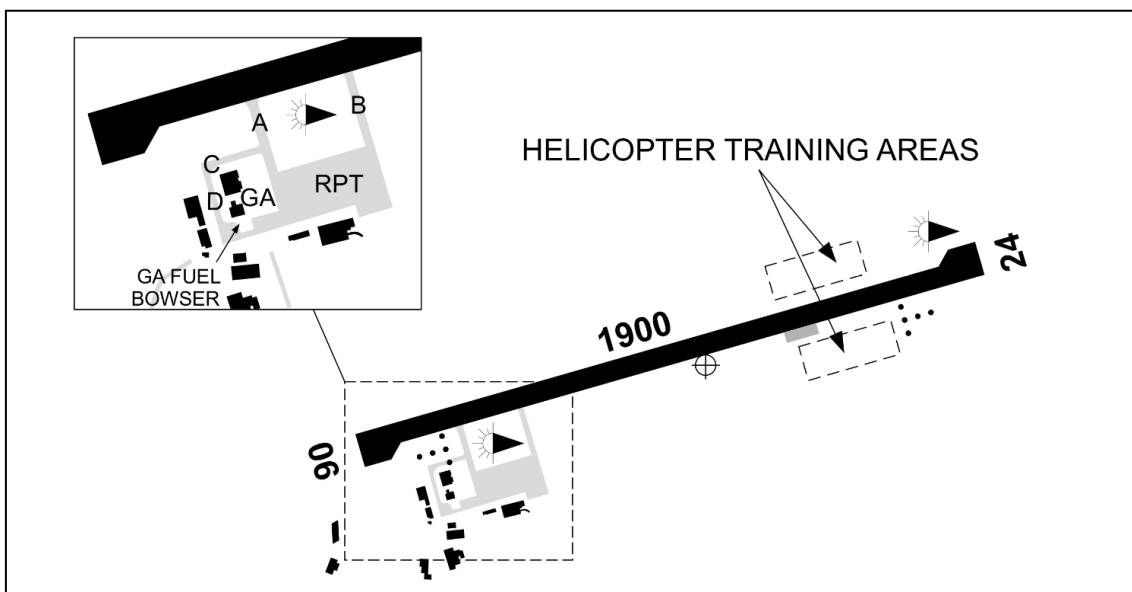 A
B
C
D
GA
RPT
GA FUEL
BOWSER
HELICOPTER TRAINING AREAS
24
1900
06